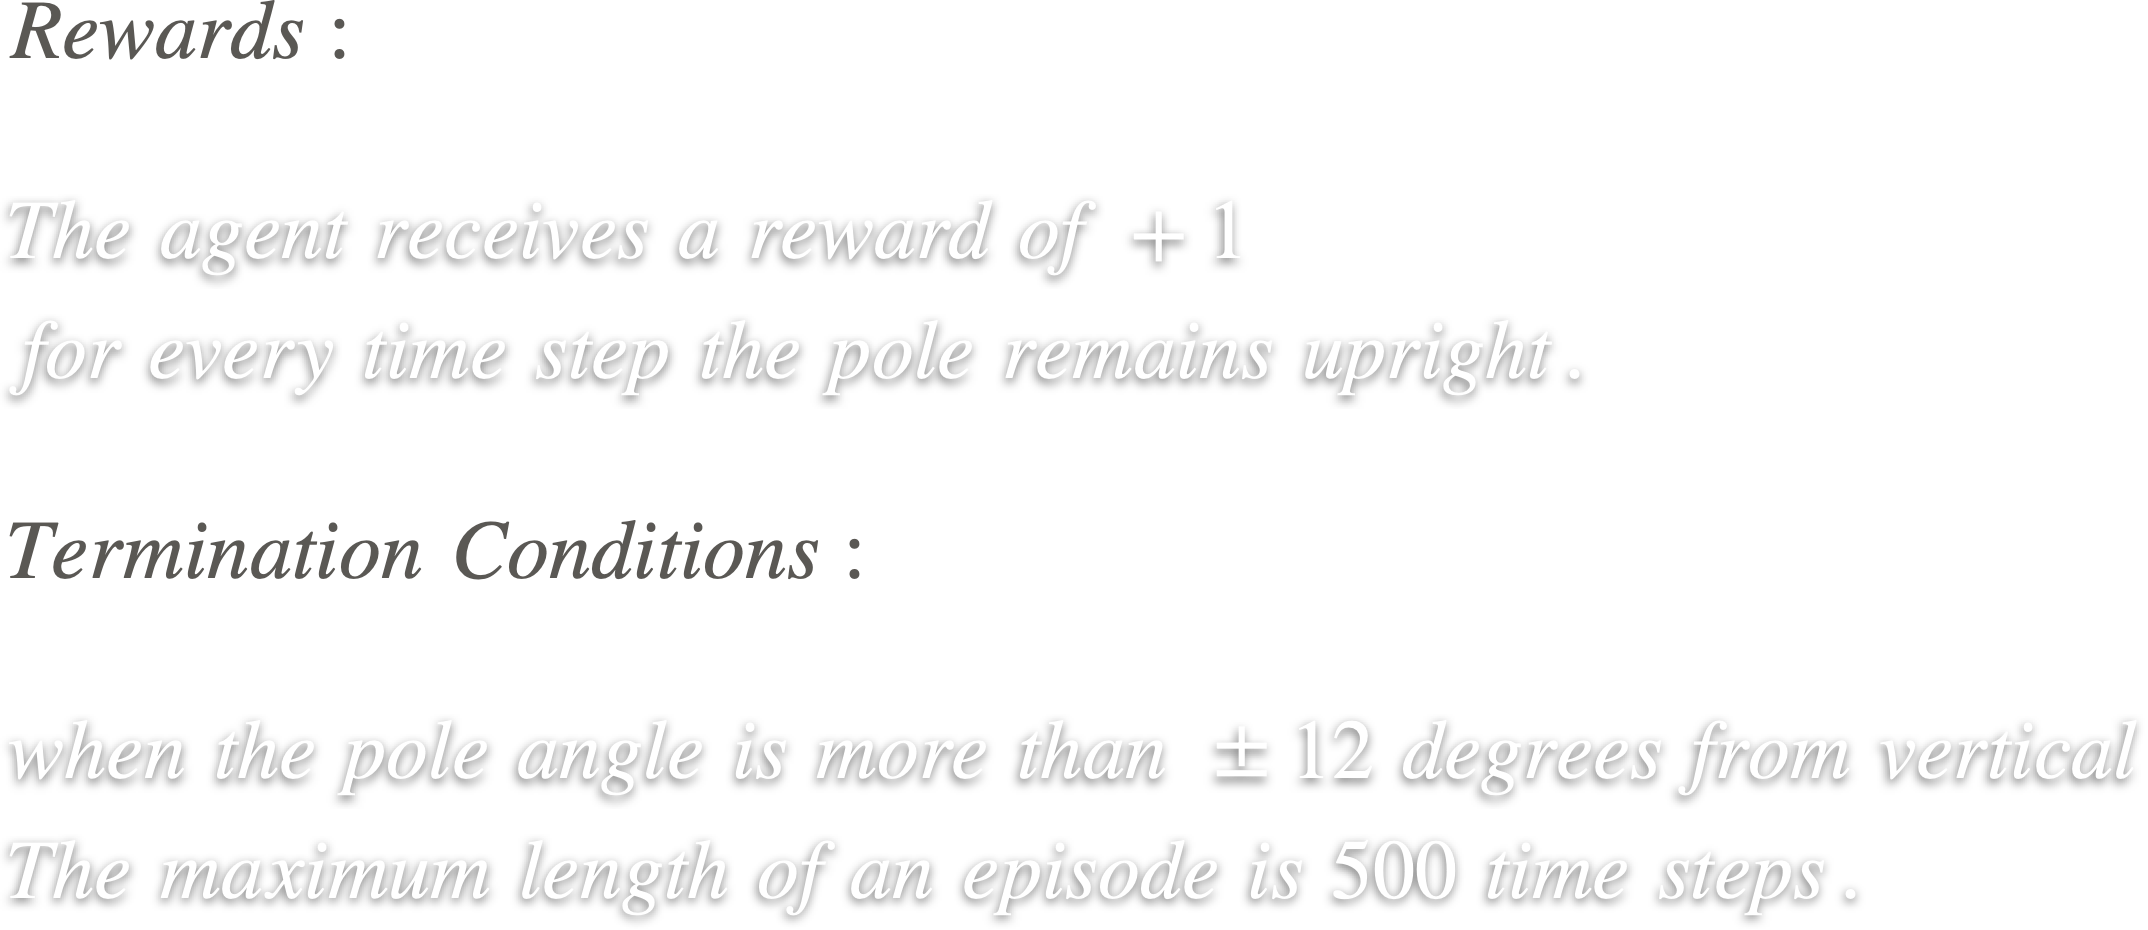 Rewards :
The agent receives a reward of + 1
for every time step the pole remains upright .
Termination Conditions :
when the pole angle is more than ± 12 degrees from vertical
The maximum length of an episode is 500 time steps .